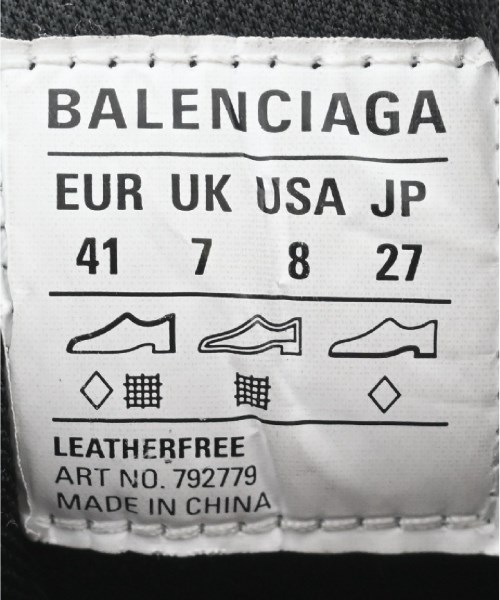 BALENCIAGA
EUR UK USA JP
41 7 8 27
LEATHERFREE
ART NO. 792779
MADE IN CHINA